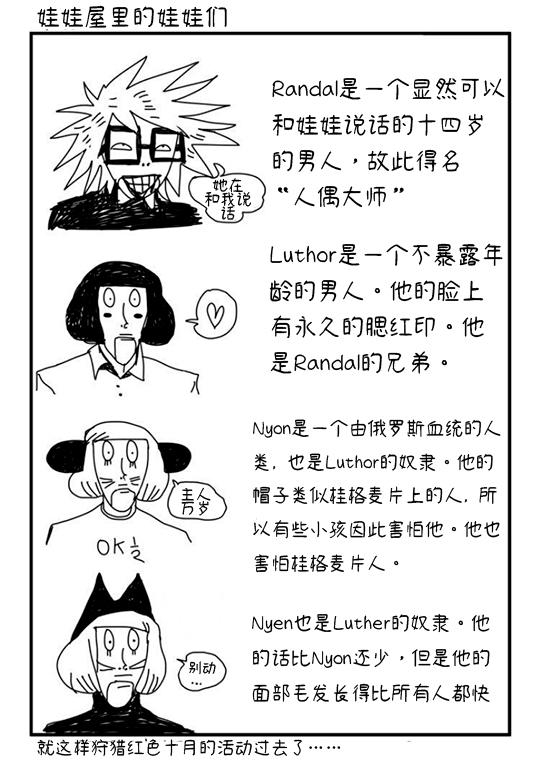 娃娃屋里的娃娃们
Randal是一个显然可以
和娃娃说话的十四岁
的男人，故此得名
“人偶大师”
她在
和我说
话
Luthor是一个不暴露年
龄的男人。他的脸上
有永久的腮红印。他
是Randal的兄弟。
Nyon是一个由俄罗斯血统的人
类, 也是Luthor的奴隶。他的
帽子类似桂格麦片上的人, 所
以有些小孩因此害怕他。他也
害怕桂格麦片人。
主人
万岁
OK½
Nyen也是Luther的奴隶。他
的话比Nyon还少，但是他的
面部毛发长得比所有人都快
别动
...
就这样狩猎红色十月的活动过去了……